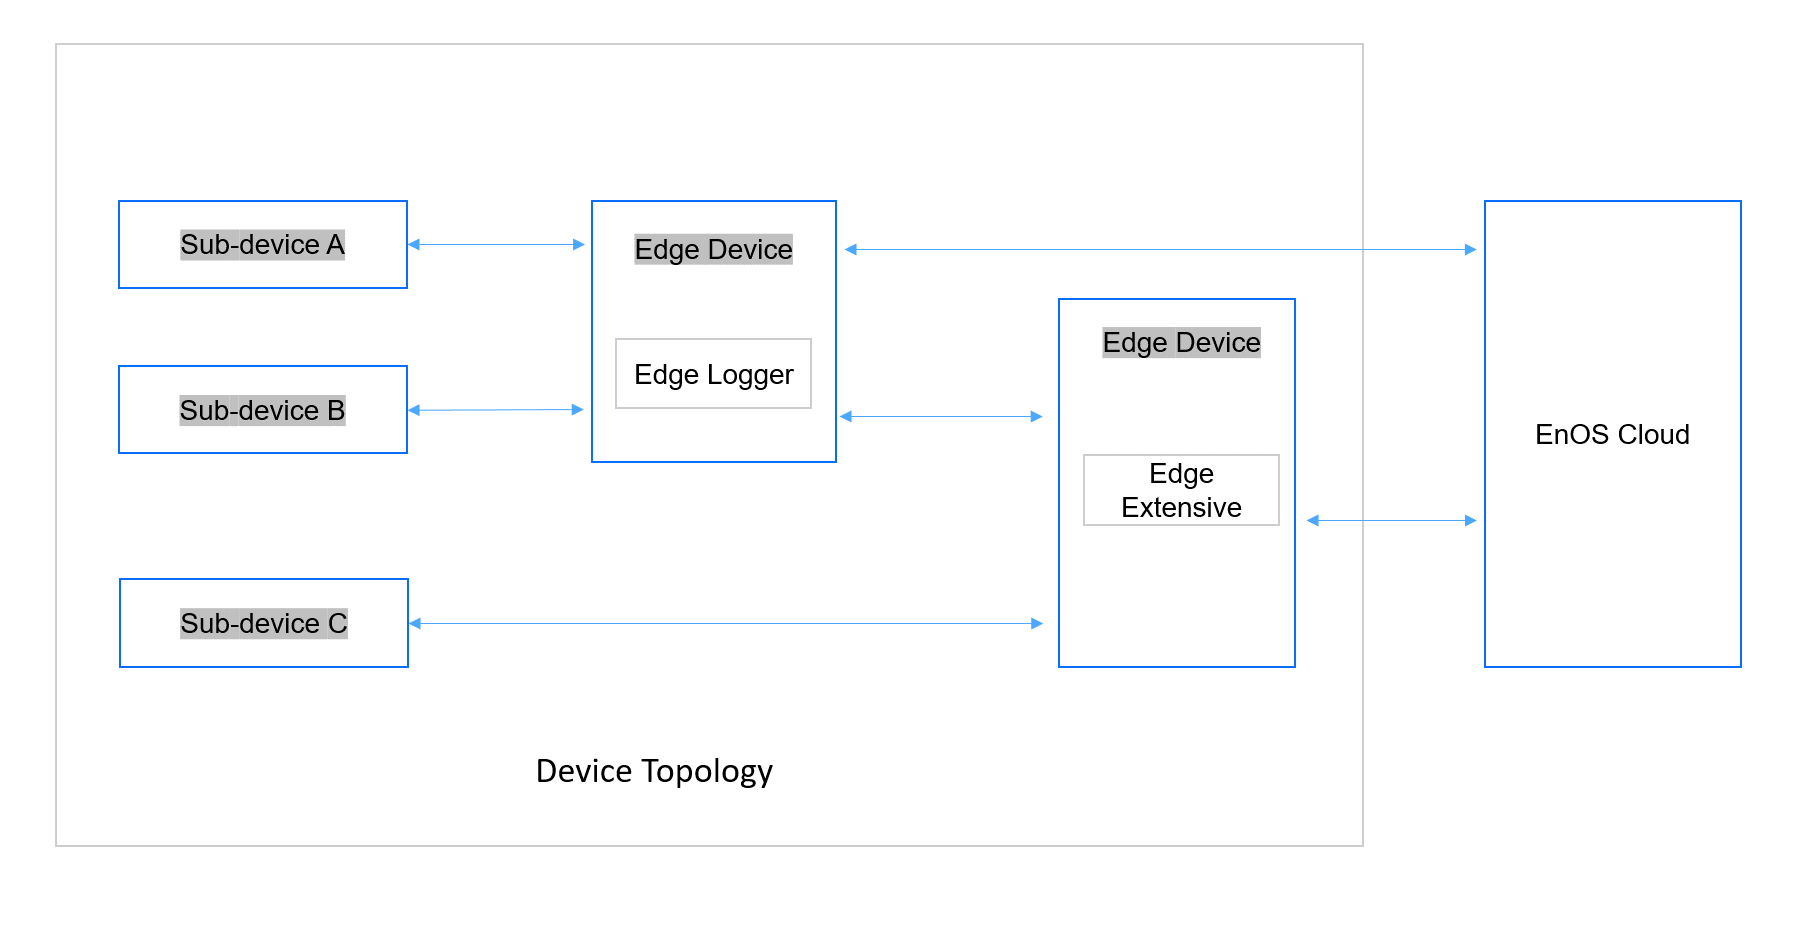 Sub-device A
Edge Device
Edge Device
Edge Logger
Sub-device B
EnOS Cloud
Edge
Extensive
Sub-device C
Device Topology